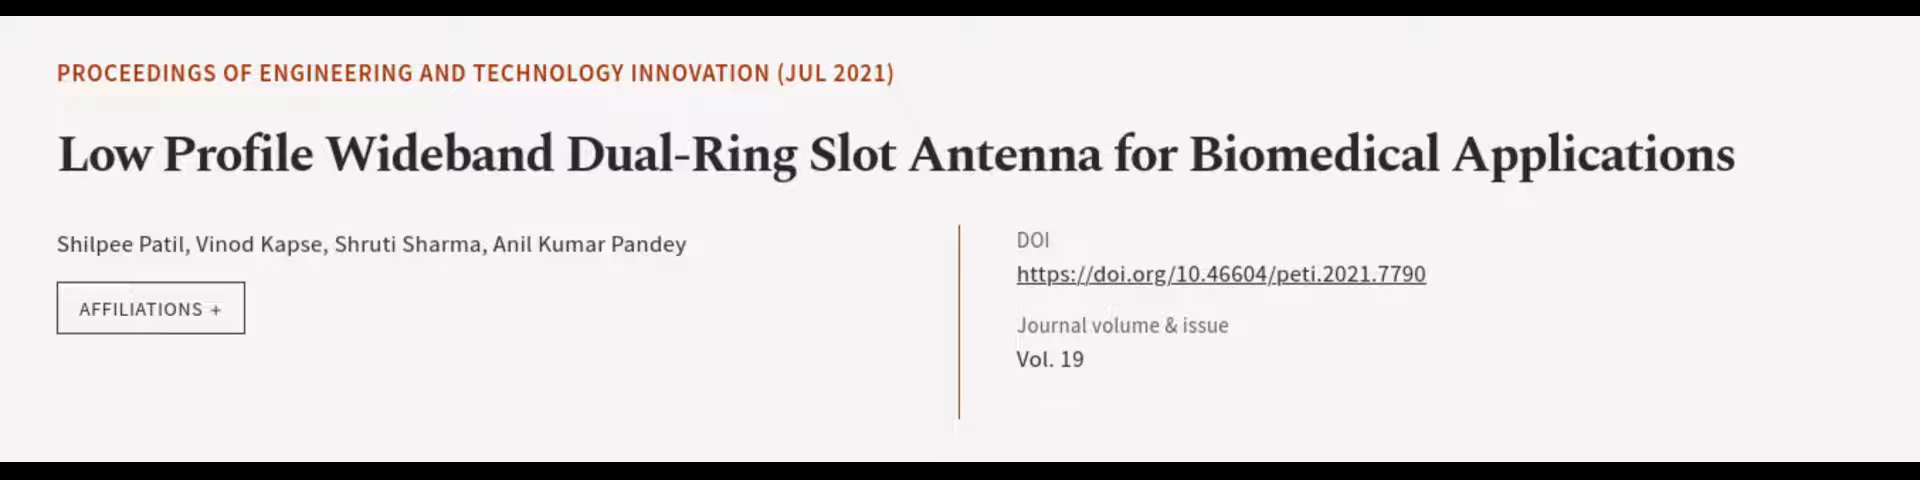 PROCEEDINGS OF ENGINEERING AND TECHNOLOGY INNOVATION (JUL 2021)
Low Profile Wideband Dual-Ring Slot Antenna for Biomedical Applications
Shilpee Patil, Vinod Kapse, Shruti Sharma, Anil Kumar Pandey
AFFILIATIONS +
DOI
https://doi.org/10.46604/peti.2021.7790
Journal volume & issue
Vol. 19